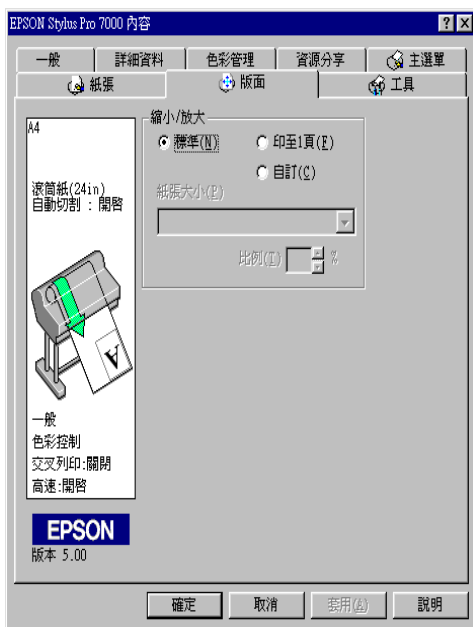 EPSON Stylus Pro 7000 內容
一般 詳細資料 色彩管理 資源分享 主選單
紙張 版面 工具
A4
滾筒紙(24in)
自動切割 : 開啓
A
一般
色彩控制
交叉列印:關閉
高速:開啓
EPSON
版本 5.00
縮小/放大
標準(N) 印至1頁(F)
自訂(C)
紙張大小(P)
比例(I) %
確定 取消 套用(A) 說明